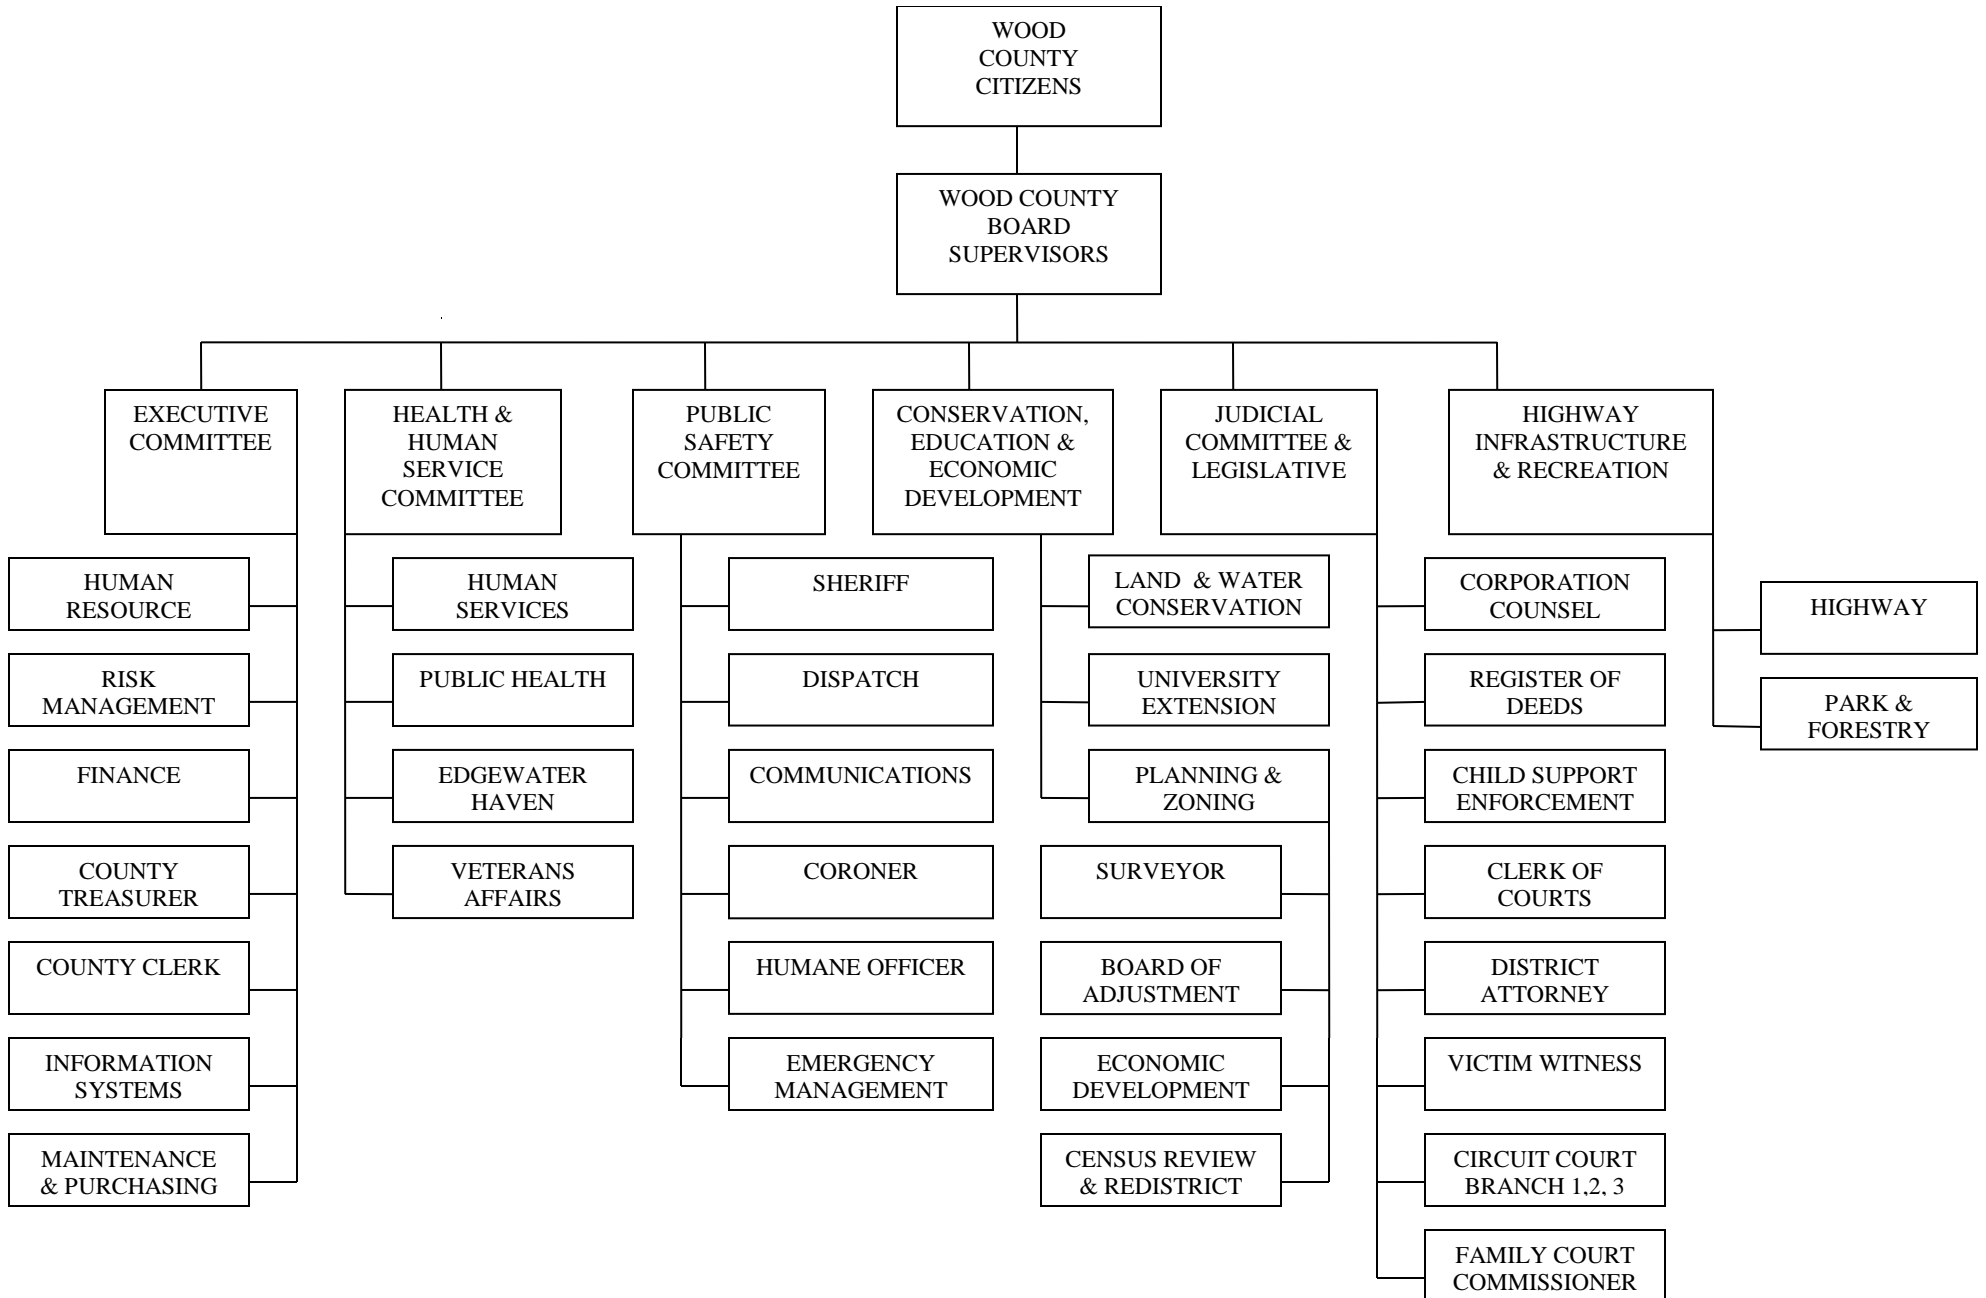 WOOD
COUNTY
CITIZENS
WOOD COUNTY
BOARD
SUPERVISORS
EXECUTIVE
COMMITTEE
HEALTH &
HUMAN
SERVICE
COMMITTEE
PUBLIC
SAFETY
COMMITTEE
CONSERVATION,
EDUCATION &
ECONOMIC
DEVELOPMENT
JUDICIAL
COMMITTEE &
LEGISLATIVE
HIGHWAY
INFRASTRUCTURE
& RECREATION
HUMAN
RESOURCE
RISK
MANAGEMENT
FINANCE
COUNTY
TREASURER
COUNTY CLERK
INFORMATION
SYSTEMS
MAINTENANCE
& PURCHASING
HUMAN
SERVICES
PUBLIC HEALTH
EDGEWATER
HAVEN
VETERANS
AFFAIRS
SHERIFF
DISPATCH
COMMUNICATIONS
CORONER
HUMANE OFFICER
EMERGENCY
MANAGEMENT
LAND & WATER
CONSERVATION
UNIVERSITY
EXTENSION
PLANNING &
ZONING
SURVEYOR
BOARD OF
ADJUSTMENT
ECONOMIC
DEVELOPMENT
CENSUS REVIEW
& REDISTRICT
CORPORATION
COUNSEL
REGISTER OF
DEEDS
CHILD SUPPORT
ENFORCEMENT
CLERK OF
COURTS
DISTRICT
ATTORNEY
VICTIM WITNESS
CIRCUIT COURT
BRANCH 1,2, 3
FAMILY COURT
COMMISSIONER
HIGHWAY
PARK &
FORESTRY